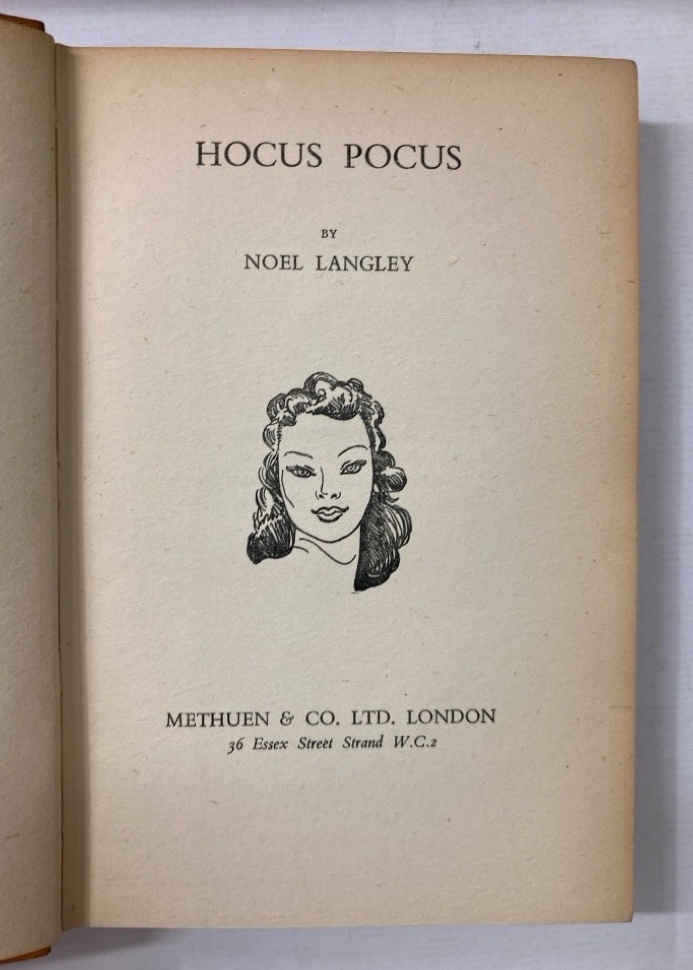 HOCUS POCUS
BY
NOEL LANGLEY
METHUEN & CO. LTD. LONDON
36 Essex Street Strand W.C.2